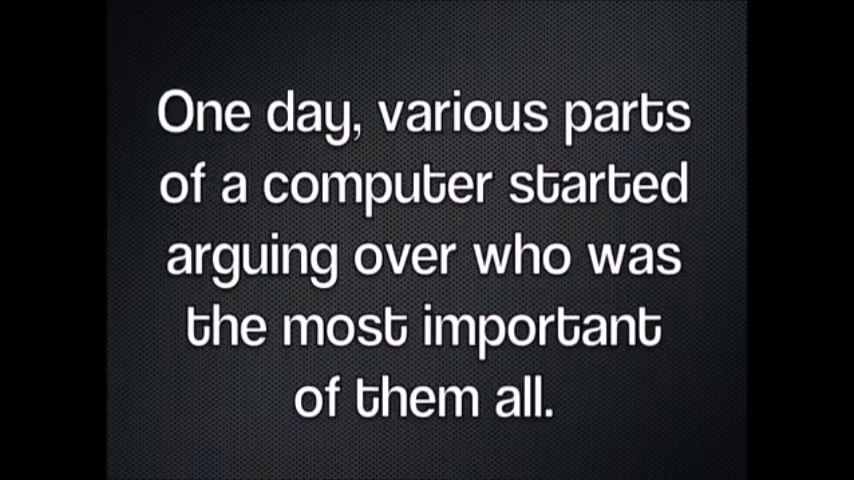 One day, various parts
of a computer started
arguing over who was
the most important
of them all.